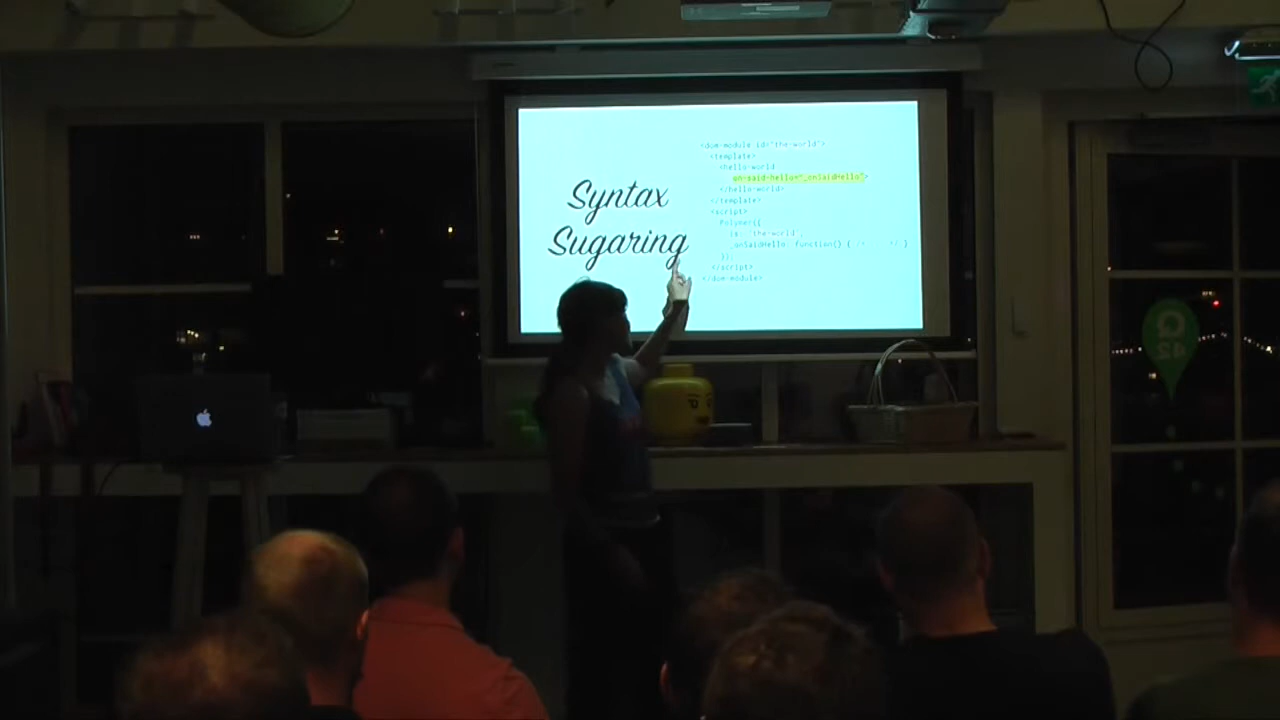 Syntax
Sugaring
<dom-module id="the-world">
<template>
<hello-world
on-said-hello="_onSaidHello">
</hello-world>
</template>
<script>
Polymer({
is: 'the-world',
_onSaidHello: function() { /* */ }
});
</script>
</dom-module>
Q
42